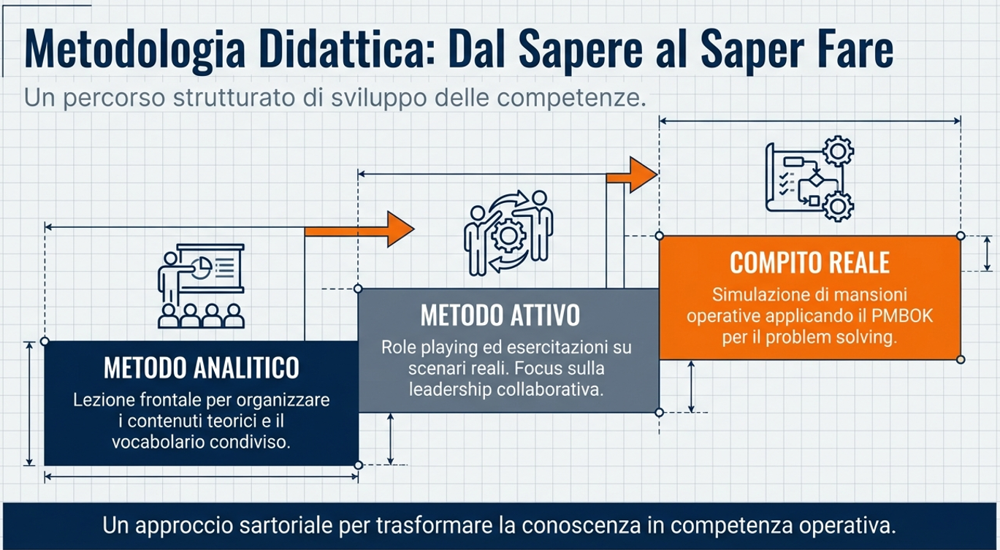 Metodologia Didattica: Dal Sapere al Saper Fare
Un percorso strutturato di sviluppo delle competenze.
METODO ANALITICO
Lezione frontale per organizzare
i contenuti teorici e il
vocabolario condiviso.
METODO ATTIVO
Role playing ed esercitazioni su
scenari reali. Focus sulla
leadership collaborativa.
COMPITO REALE
Simulazione di mansioni
operative applicando il PMBOK
per il problem solving.
Un approccio sartoriale per trasformare la conoscenza in competenza operativa.